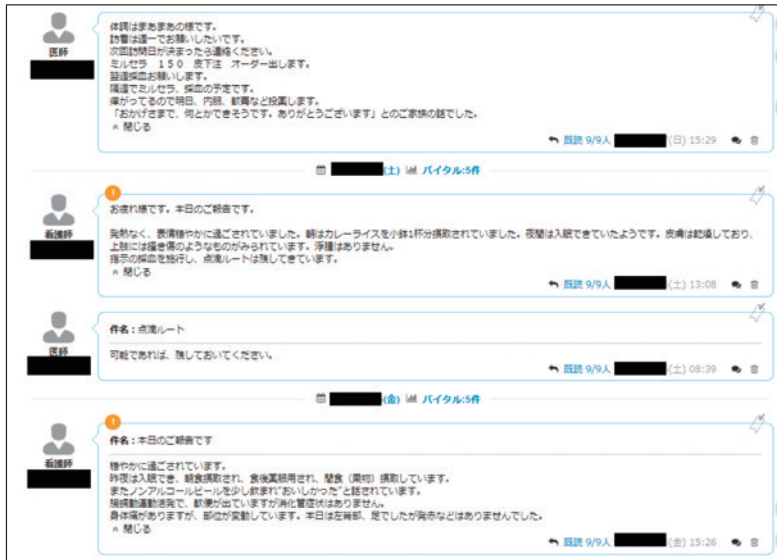 医師
体調はまあまあの様です。
訪看は週一でお願いしたいです。
次回訪問日が決まったら連絡ください。
ミルセラ 150 皮下注 オーダー出します。
翌週採血お願いします。
隔週でミルセラ、採血の予定です。
痒がってるので明日、内服、軟膏など投薬します。
「おかげさまで、何とかできそうです。ありがとうございます」とのご家族の話でした。
閉じる
既読 9/9人 (日) 15:29
(土) バイタル:5件
看護師
お疲れ様です。本日のご報告です。
発熱なく、表情穏やかに過ごされていました。朝はカレーライスを小鉢1杯分摂取されていました。夜間は入眠できていたようです。皮膚は乾燥しており、
上肢には掻き傷のようなものがみられています。浮腫はありません。
指示の採血を施行し、点滴ルートは残してきています。
閉じる
既読 9/9人 (土) 13:08
医師
件名:点滴ルート
可能であれば、残しておいてください。
既読 9/9人 (土) 08:39
(金) バイタル:5件
看護師
件名:本日のご報告です
穏やかに過ごされています。
昨夜は入眠でき、朝食摂取され、食後薬服用され、間食(果物)摂取しています。
またノンアルコールビールを少し飲まれ"おいしかった"と話されています。
腸蠕動運動活発で、軟便が出ていますが消化管症状はありません。
身体痛がありますが、部位が変動しています。本日は左背部、足でしたが発赤などはありませんでした。
閉じる
既読 9/9人 (金) 15:26